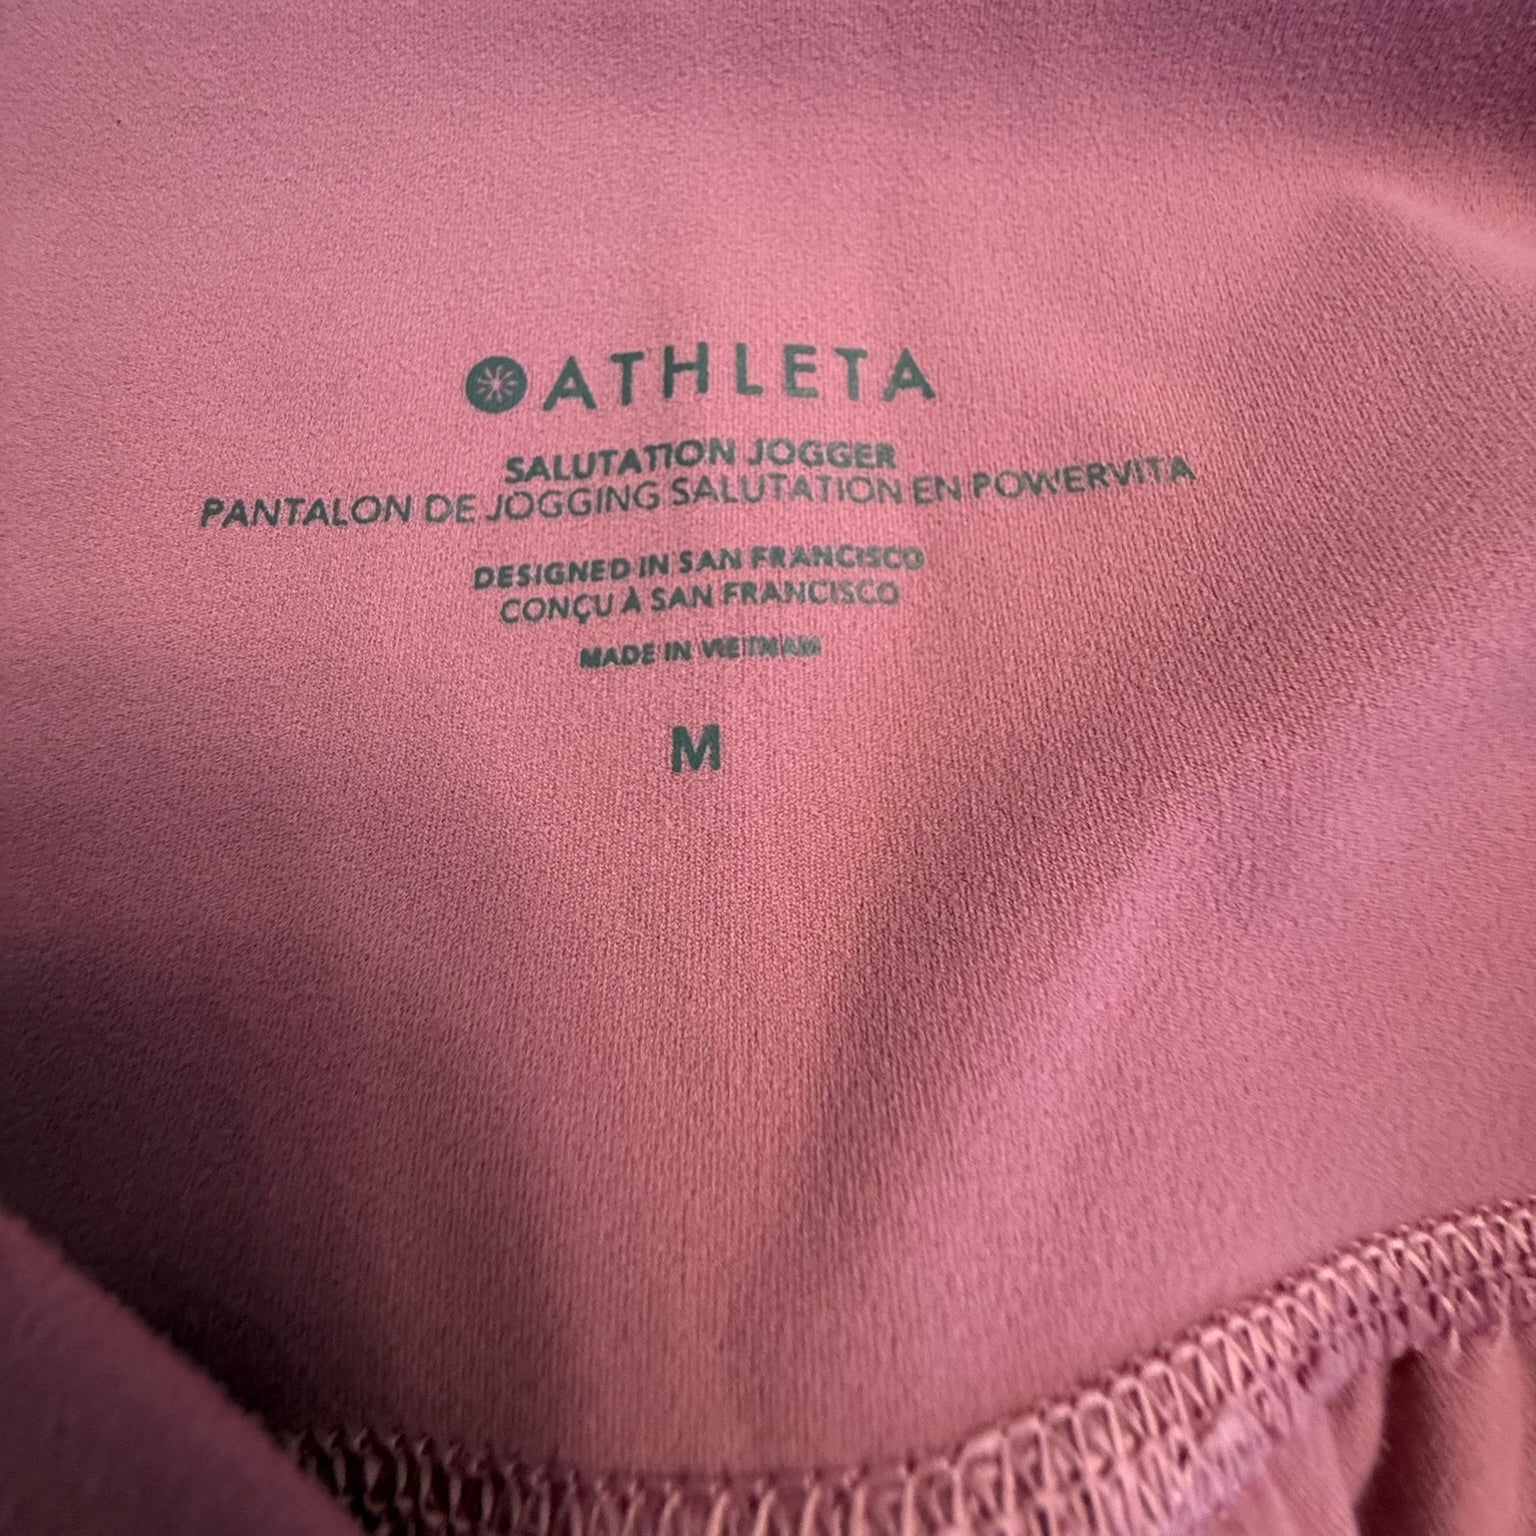 ATHLETA
SALUTATION JOGGER
PANTALON DE JOGGING SALUTATION EN POWERVITA
DESIGNED IN SAN FRANCISCO
CONÇU À SAN FRANCISCO
MADE IN VIETNAM
M